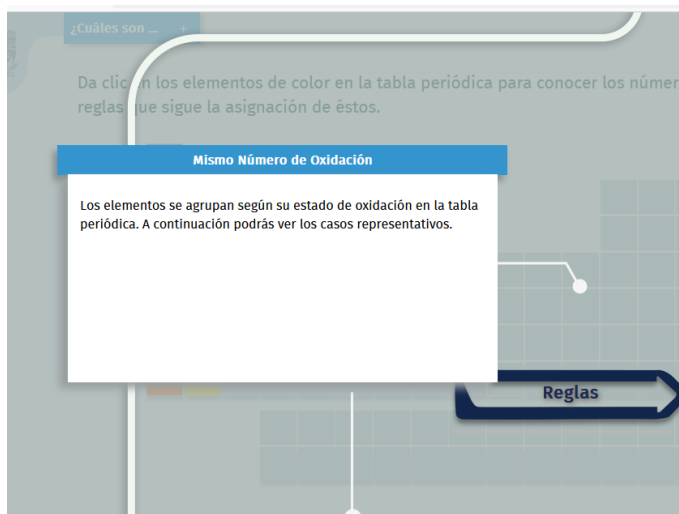 ¿Cuáles son ... +
Da clic en los elementos de color en la tabla periódica para conocer los númer
reglas que sigue la asignación de éstos.
Mismo Número de Oxidación
Los elementos se agrupan según su estado de oxidación en la tabla
periódica. A continuación podrás ver los casos representativos.
Reglas